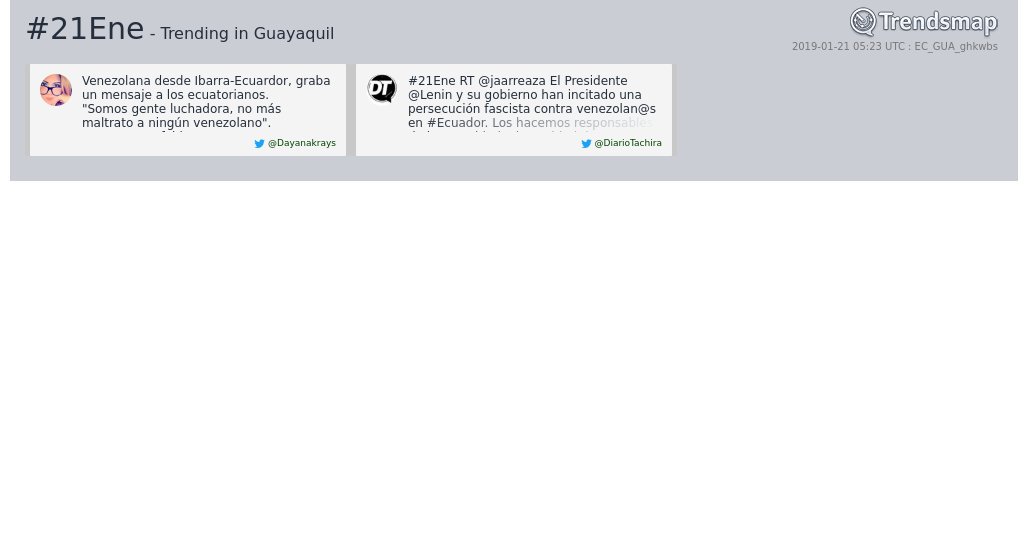 #21Ene - Trending in Guayaquil
Trendsmap
2019-01-21 05:23 UTC : EC_GUA_ghkwbs
Venezolana desde Ibarra-Ecuardor, graba
un mensaje a los ecuatorianos.
"Somos gente luchadora, no más
maltrato a ningún venezolano".
@Dayanakrays
DT
#21Ene RT @jaarreaza El Presidente
@Lenin y su gobierno han incitado una
persecución fascista contra venezolan@s
en #Ecuador. Los hacemos responsables
@DiarioTachira